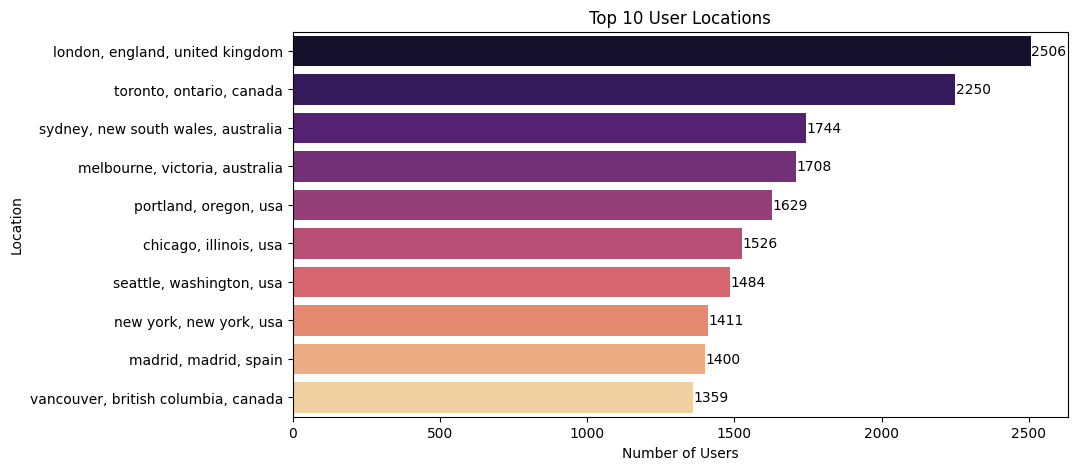 Top 10 User Locations
london, england, united kingdom 2506
toronto, ontario, canada 2250
sydney, new south wales, australia 1744
melbourne, victoria, australia 1708
portland, oregon, usa 1629
chicago, illinois, usa 1526
seattle, washington, usa 1484
new york, new york, usa 1411
madrid, madrid, spain 1400
vancouver, british columbia, canada 1359
Location
0 500 1000 1500 2000 2500
Number of Users